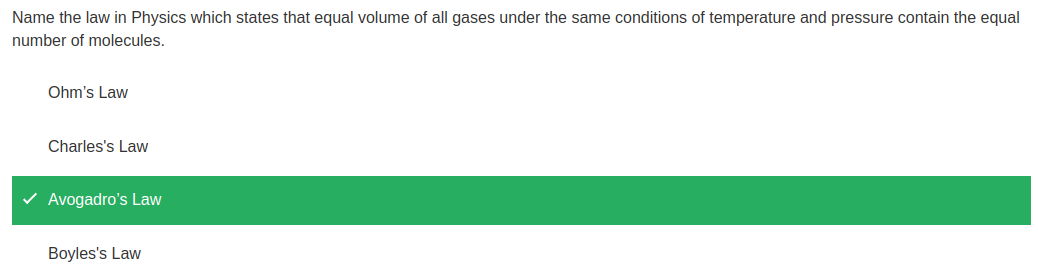 Name the law in Physics which states that equal volume of all gases under the same conditions of temperature and pressure contain the equal
number of molecules.
Ohm’s Law
Charles's Law
Avogadro’s Law
Boyles's Law